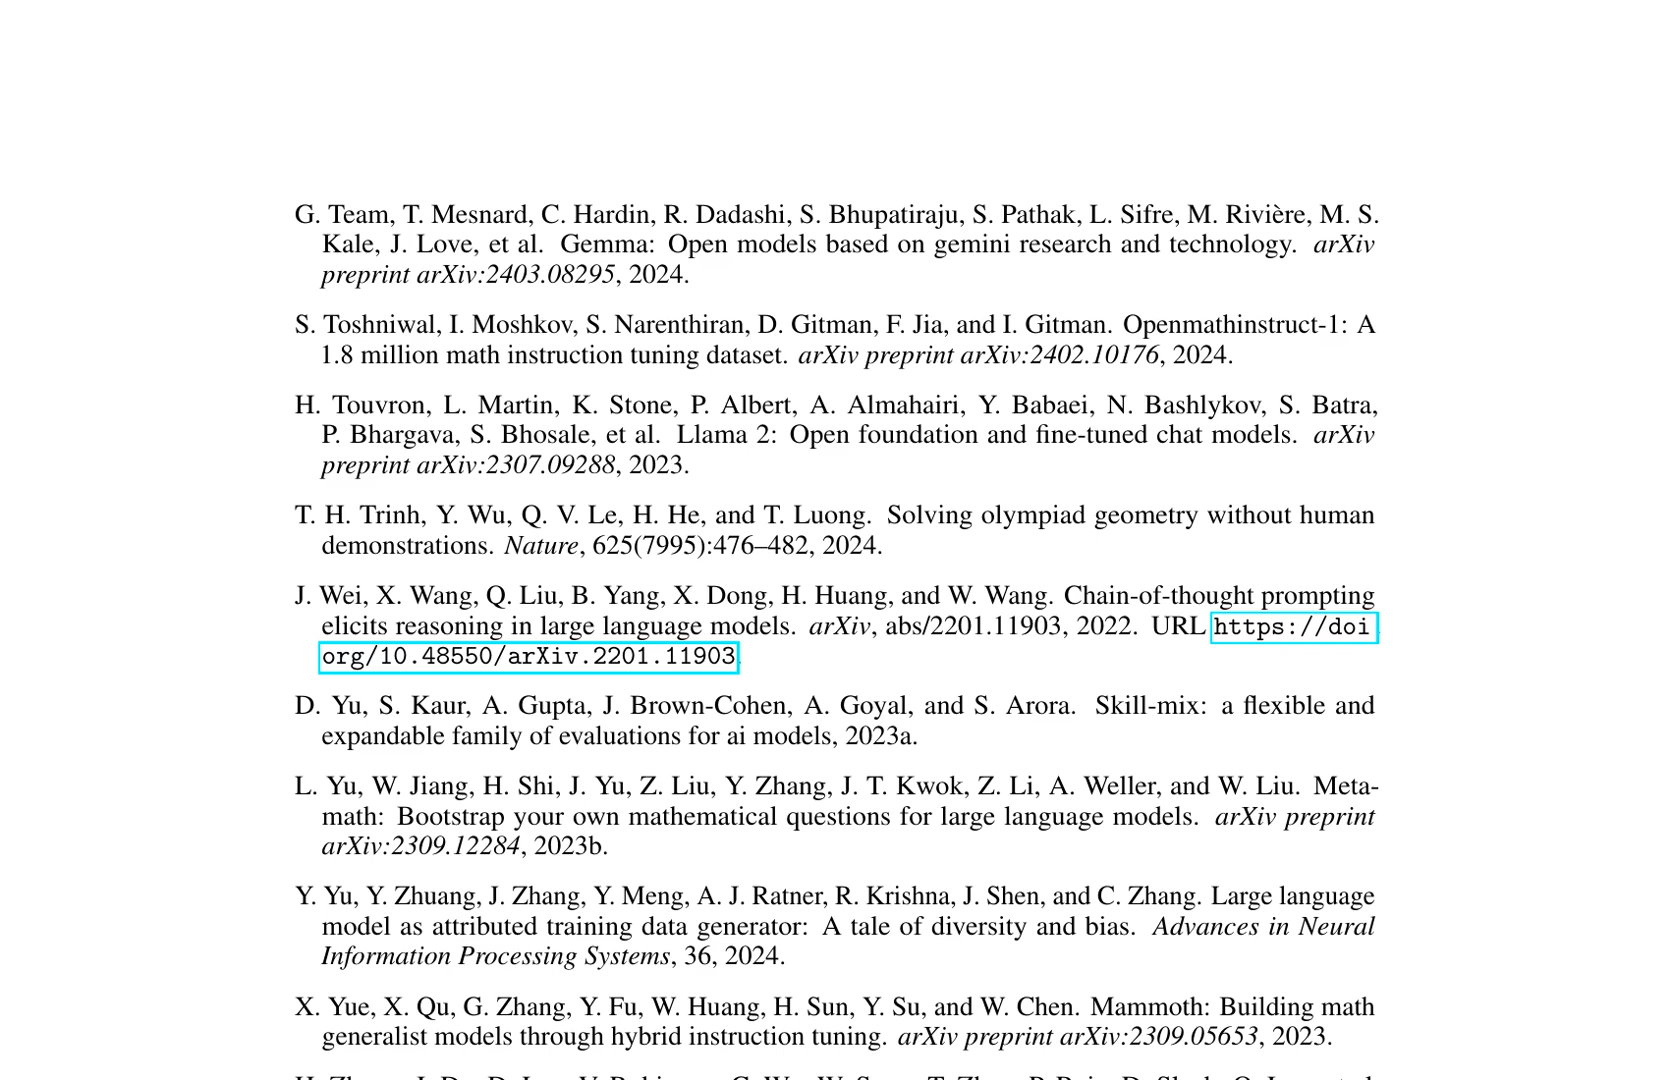 G. Team, T. Mesnard, C. Hardin, R. Dadashi, S. Bhupatiraju, S. Pathak, L. Sifre, M. Rivière, M. S.
Kale, J. Love, et al. Gemma: Open models based on gemini research and technology. arXiv
preprint arXiv:2403.08295, 2024.
S. Toshniwal, I. Moshkov, S. Narenthiran, D. Gitman, F. Jia, and I. Gitman. Openmathinstruct-1: A
1.8 million math instruction tuning dataset. arXiv preprint arXiv:2402.10176, 2024.
H. Touvron, L. Martin, K. Stone, P. Albert, A. Almahairi, Y. Babaei, N. Bashlykov, S. Batra,
P. Bhargava, S. Bhosale, et al. Llama 2: Open foundation and fine-tuned chat models. arXiv
preprint arXiv:2307.09288, 2023.
T. H. Trinh, Y. Wu, Q. V. Le, H. He, and T. Luong. Solving olympiad geometry without human
demonstrations. Nature, 625(7995):476–482, 2024.
J. Wei, X. Wang, Q. Liu, B. Yang, X. Dong, H. Huang, and W. Wang. Chain-of-thought prompting
elicits reasoning in large language models. arXiv, abs/2201.11903, 2022. URL https://doi
org/10.48550/arXiv.2201.11903
D. Yu, S. Kaur, A. Gupta, J. Brown-Cohen, A. Goyal, and S. Arora. Skill-mix: a flexible and
expandable family of evaluations for ai models, 2023a.
L. Yu, W. Jiang, H. Shi, J. Yu, Z. Liu, Y. Zhang, J. T. Kwok, Z. Li, A. Weller, and W. Liu. Meta-
math: Bootstrap your own mathematical questions for large language models. arXiv preprint
arXiv:2309.12284, 2023b.
Y. Yu, Y. Zhuang, J. Zhang, Y. Meng, A. J. Ratner, R. Krishna, J. Shen, and C. Zhang. Large language
model as attributed training data generator: A tale of diversity and bias. Advances in Neural
Information Processing Systems, 36, 2024.
X. Yue, X. Qu, G. Zhang, Y. Fu, W. Huang, H. Sun, Y. Su, and W. Chen. Mammoth: Building math
generalist models through hybrid instruction tuning. arXiv preprint arXiv:2309.05653, 2023.